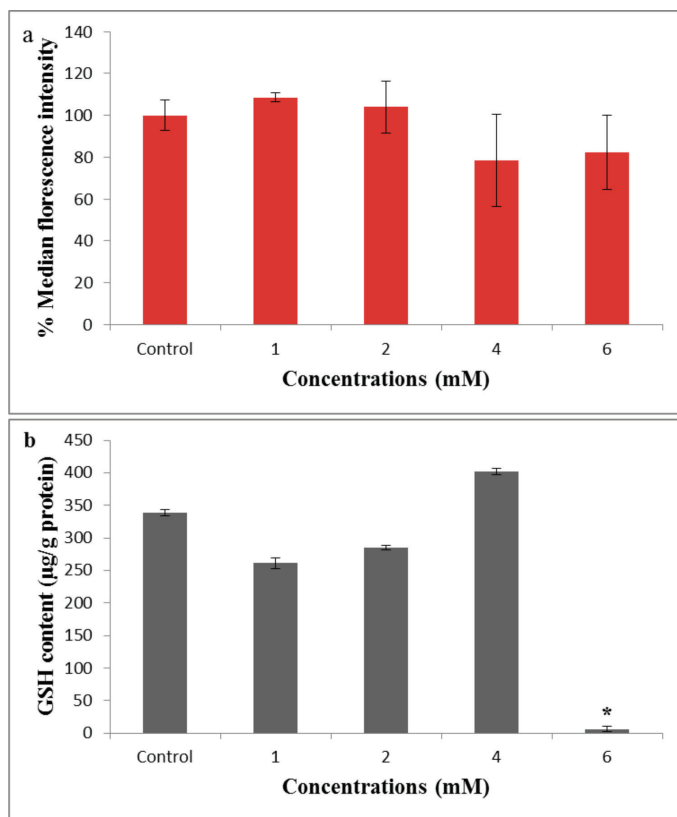 a
% Median florescence intensity
140
120
100
80
60
40
20
0
Control 1 2 4 6
Concentrations (mM)
b
GSH content (µg/g protein)
450
400
350
300
250
200
150
100
50
0
*
Control 1 2 4 6
Concentrations (mM)